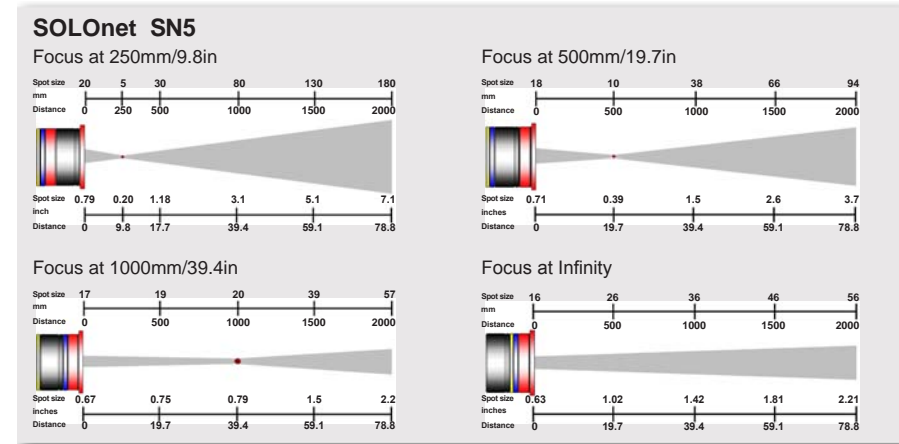 SOLOnet SN5
Focus at 250mm/9.8in
Spot size 20 5 30 80 130 180
mm
Distance 0 250 500 1000 1500 2000
Spot size 0.79 0.20 1.18 3.1 5.1 7.1
inch
Distance 0 9.8 17.7 39.4 59.1 78.8
Focus at 500mm/19.7in
Spot size 18 10 38 66 94
mm
Distance 0 500 1000 1500 2000
Spot size 0.71 0.39 1.5 2.6 3.7
inches
Distance 0 19.7 39.4 59.1 78.8
Focus at 1000mm/39.4in
Spot size 17 19 20 39 57
mm
Distance 0 500 1000 1500 2000
Spot size 0.67 0.75 0.79 1.5 2.2
inches
Distance 0 19.7 39.4 59.1 78.8
Focus at Infinity
Spot size 16 26 36 46 56
mm
Distance 0 500 1000 1500 2000
Spot size 0.63 1.02 1.42 1.81 2.21
inches
Distance 0 19.7 39.4 59.1 78.8